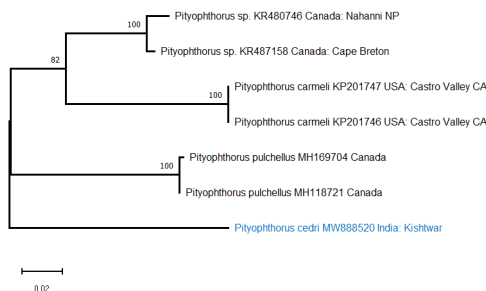 Pityophthorus sp. KR480746 Canada: Nahanni NP
100
Pityophthorus sp. KR487158 Canada: Cape Breton
82
Pityophthorus carmeli KP201747 USA: Castro Valley CA
100
Pityophthorus carmeli KP201746 USA: Castro Valley CA
Pityophthorus pulchellus MH169704 Canada
100
Pityophthorus pulchellus MH118721 Canada
Pityophthorus cedri MW888520 India: Kishtwar
0.02